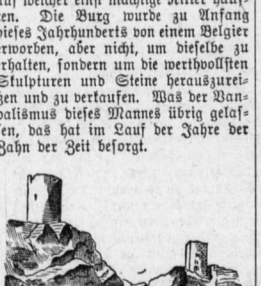 auf welcher einst mächtige Ritter haus-
ten. Die Burg wurde zu Anfang
dieses Jahrhunderts von einem Belgier
erworben, aber nicht, um dieselbe zu
erhalten, sondern um die werthvollsten
Skulpturen und Steine herauszurei-
ßen und zu verkaufen. Was der Van-
dalismus dieses Mannes übrig gelas-
sen, das hat im Lauf der Jahre der
Zahn der Zeit besorgt.